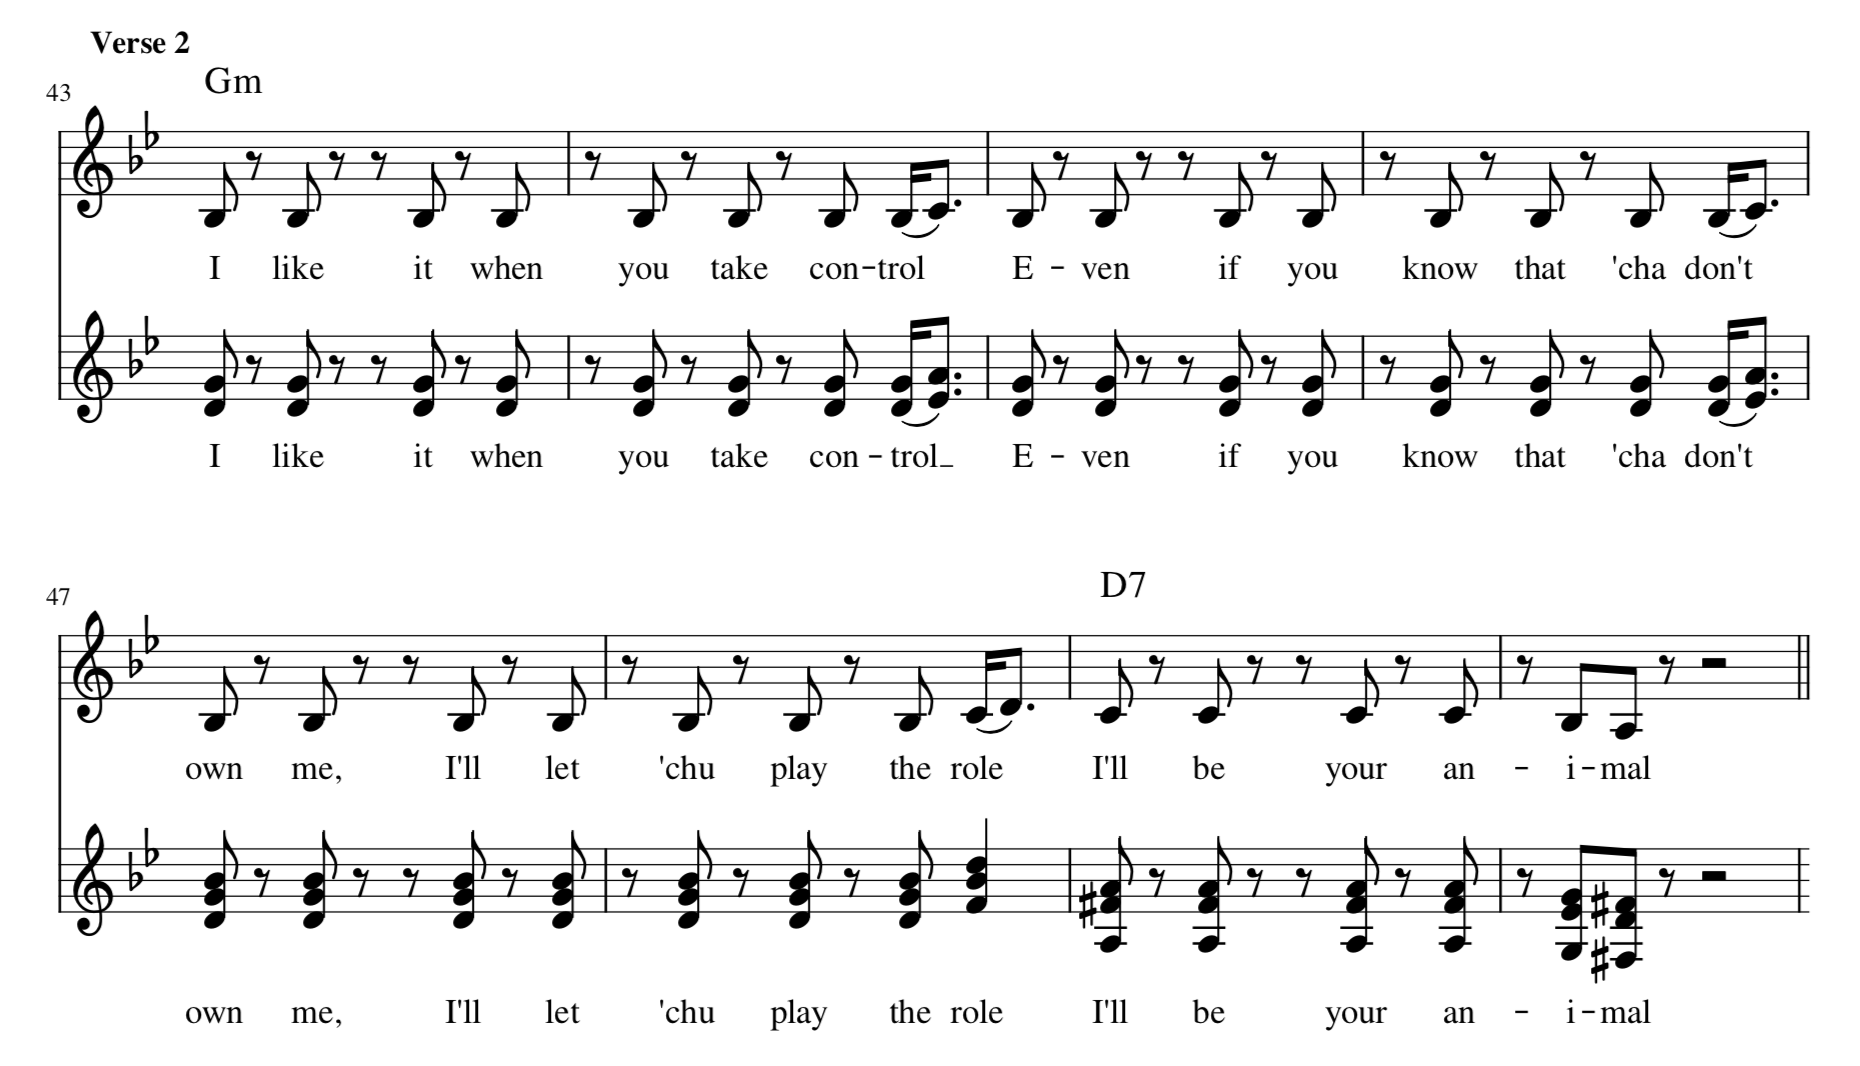 Verse 2
Gm
43
I like it when you take con-trol E - ven if you know that 'cha don't
I like it when you take con - trol_ E - ven if you know that 'cha don't
D7
47
own me, I'll let 'chu play the role I'll be your an - i-mal
own me, I'll let 'chu play the role I'll be your an - i-mal